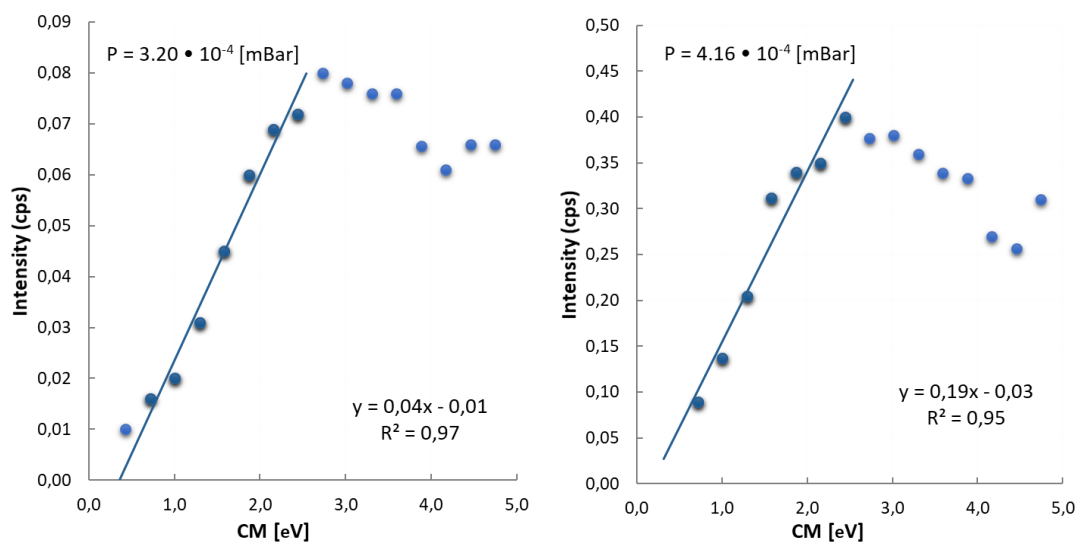 P = 3.20 • 10⁻⁴ [mBar]
0,09
0,08
0,07
0,06
0,05
0,04
0,03
0,02
0,01
0,00
Intensity (cps)
y = 0,04x - 0,01
R² = 0,97
0,0 1,0 2,0 3,0 4,0 5,0
CM [eV]
P = 4.16 • 10⁻⁴ [mBar]
0,50
0,45
0,40
0,35
0,30
0,25
0,20
0,15
0,10
0,05
0,00
Intensity (cps)
y = 0,19x - 0,03
R² = 0,95
0,0 1,0 2,0 3,0 4,0 5,0
CM [eV]